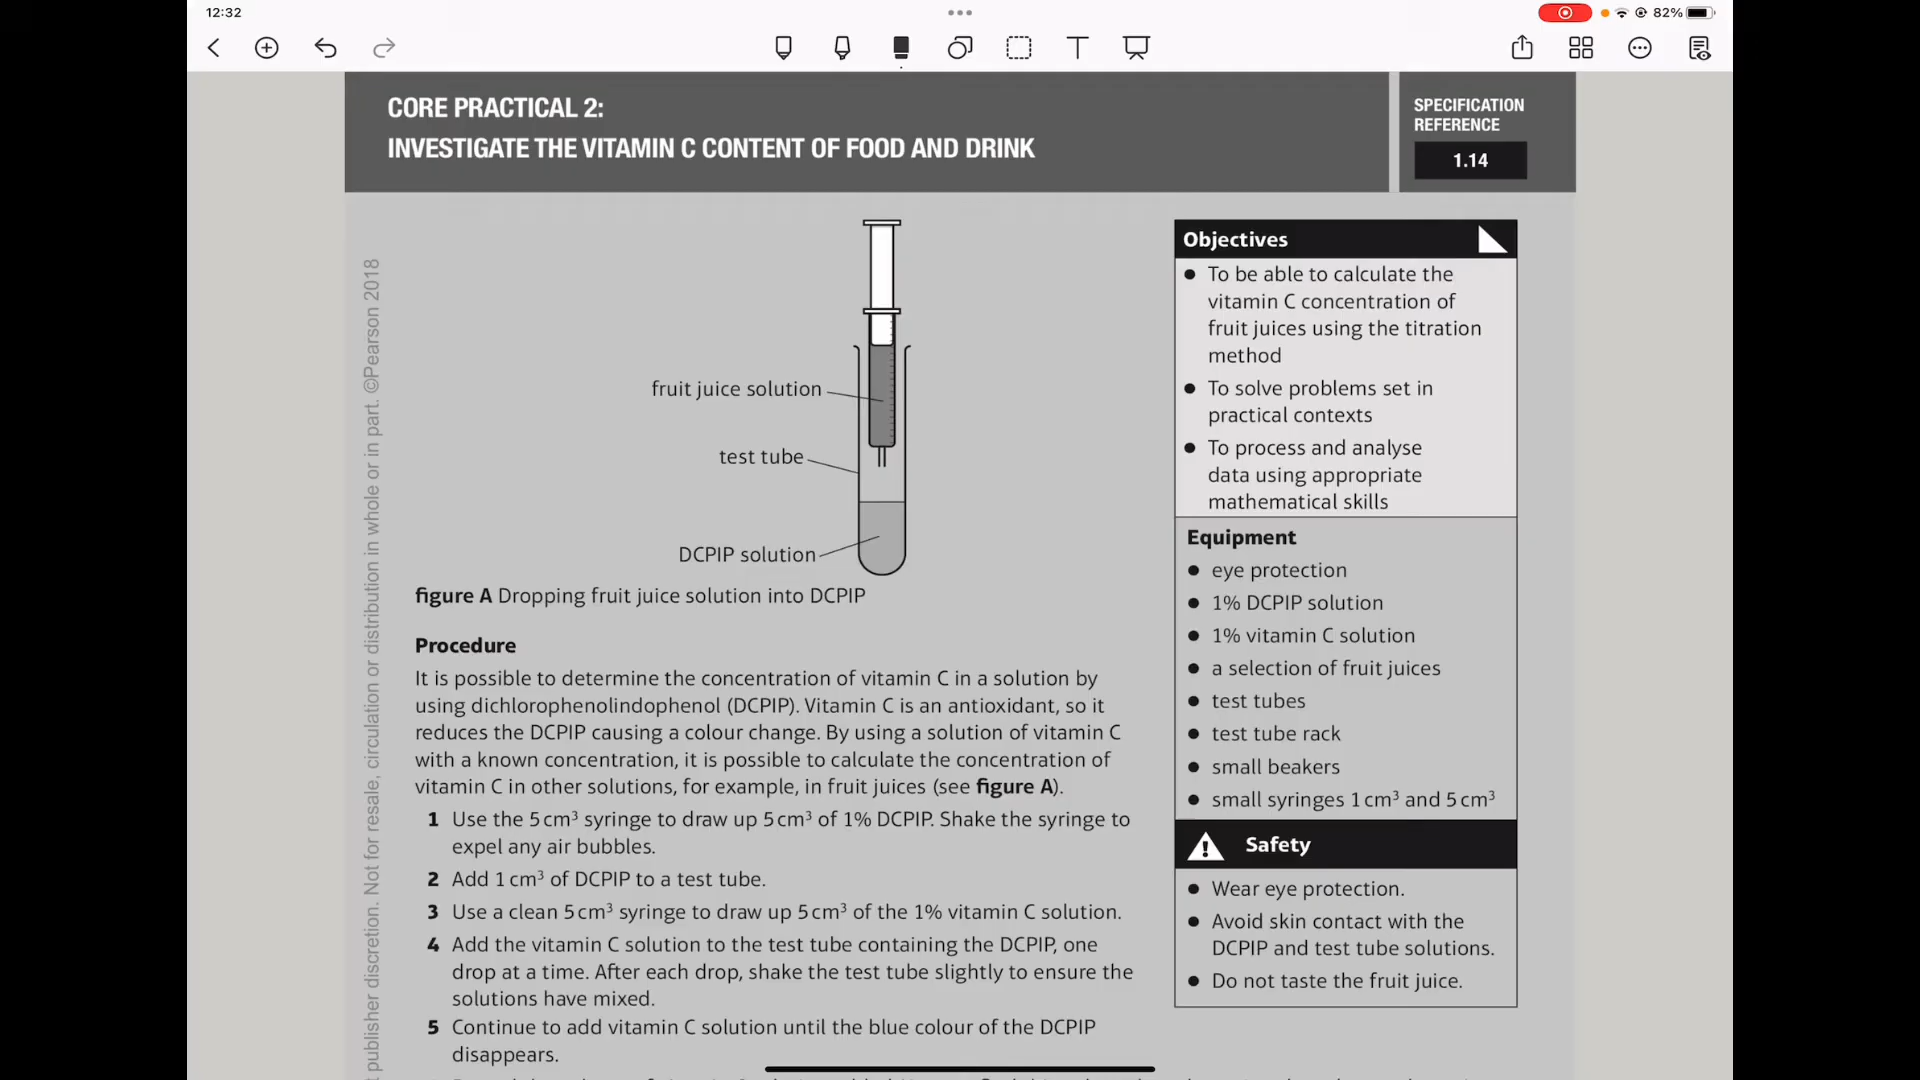 12:32
82%
CORE PRACTICAL 2:
INVESTIGATE THE VITAMIN C CONTENT OF FOOD AND DRINK
SPECIFICATION
REFERENCE
1.14
publisher discretion. Not for resale, circulation or distribution in whole or in part. ©Pearson 2018
fruit juice solution
test tube
DCPIP solution
figure A Dropping fruit juice solution into DCPIP
Procedure
It is possible to determine the concentration of vitamin C in a solution by
using dichlorophenolindophenol (DCPIP). Vitamin C is an antioxidant, so it
reduces the DCPIP causing a colour change. By using a solution of vitamin C
with a known concentration, it is possible to calculate the concentration of
vitamin C in other solutions, for example, in fruit juices (see figure A).
1 Use the 5 cm³ syringe to draw up 5 cm³ of 1% DCPIP. Shake the syringe to
expel any air bubbles.
2 Add 1 cm³ of DCPIP to a test tube.
3 Use a clean 5 cm³ syringe to draw up 5 cm³ of the 1% vitamin C solution.
4 Add the vitamin C solution to the test tube containing the DCPIP, one
drop at a time. After each drop, shake the test tube slightly to ensure the
solutions have mixed.
5 Continue to add vitamin C solution until the blue colour of the DCPIP
disappears.
Objectives
● To be able to calculate the
vitamin C concentration of
fruit juices using the titration
method
● To solve problems set in
practical contexts
● To process and analyse
data using appropriate
mathematical skills
Equipment
● eye protection
● 1% DCPIP solution
● 1% vitamin C solution
● a selection of fruit juices
● test tubes
● test tube rack
● small beakers
● small syringes 1 cm³ and 5 cm³
Safety
● Wear eye protection.
● Avoid skin contact with the
DCPIP and test tube solutions.
● Do not taste the fruit juice.